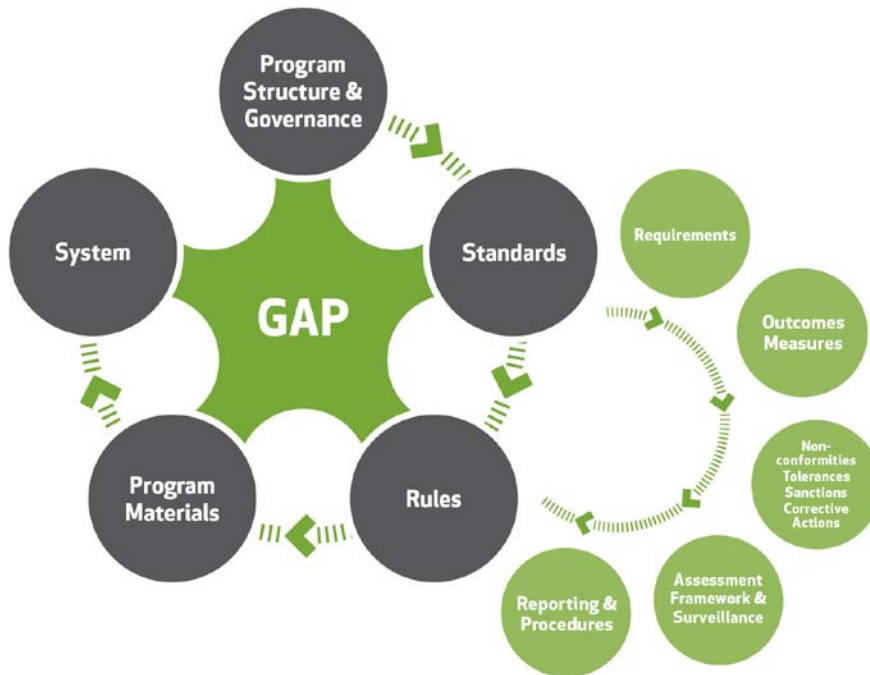 Program
Structure &
Governance
System
Standards
GAP
Program
Materials
Rules
Requirements
Outcomes
Measures
Non-
conformities
Tolerances
Sanctions
Corrective
Actions
Assessment
Framework &
Surveillance
Reporting &
Procedures